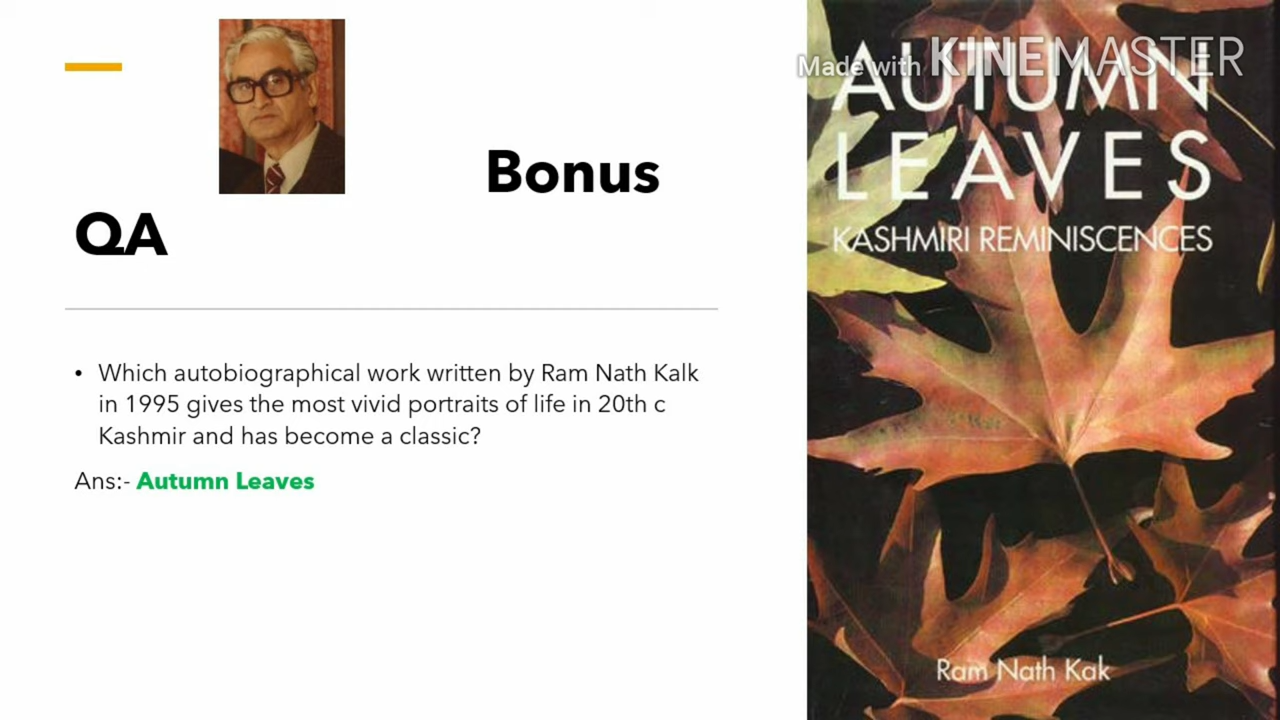 Bonus
QA
• Which autobiographical work written by Ram Nath Kalk
in 1995 gives the most vivid portraits of life in 20th c
Kashmir and has become a classic?
Ans:- Autumn Leaves
Made with KINEMASTER
AUTUMN
LEAVES
KASHMIRI REMINISCENCES
Ram Nath Kak